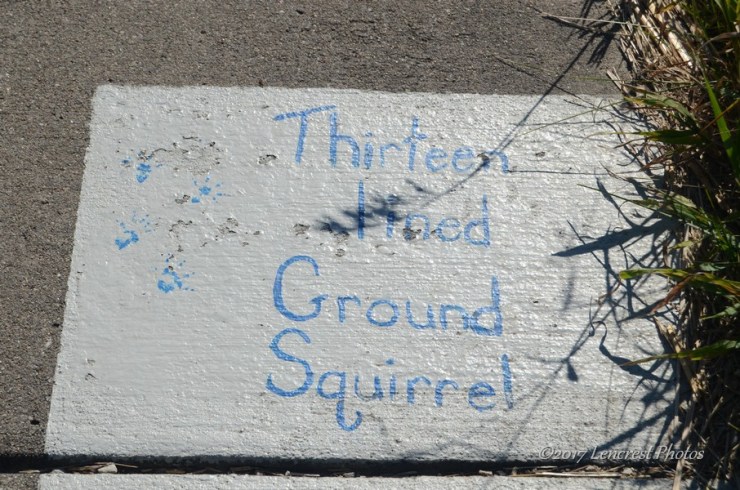 Thirteen
lined
Ground
Squirrel
©2017 Lencrest Photos